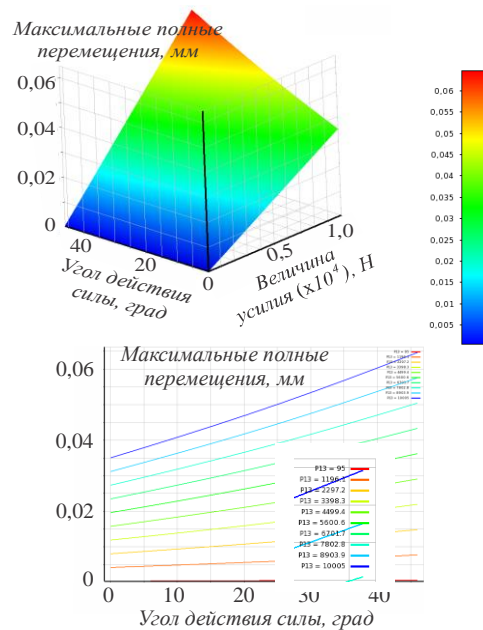 Максимальные полные
перемещения, мм
0,06
0,04
0,02
0
40
20
0
0,5
1,0
Угол действия
силы, град
Величина
усилия (x10⁴), Н
0,06
0,055
0,05
0,045
0,04
0,035
0,03
0,025
0,02
0,015
0,01
0,005
Максимальные полные
перемещения, мм
0,06
0,04
0,02
0
P13 = 95
P13 = 1196.1
P13 = 2297.2
P13 = 3398.3
P13 = 4499.4
P13 = 5600.6
P13 = 6701.7
P13 = 7802.8
P13 = 8903.9
P13 = 10005
0 10 20 30 40
Угол действия силы, град